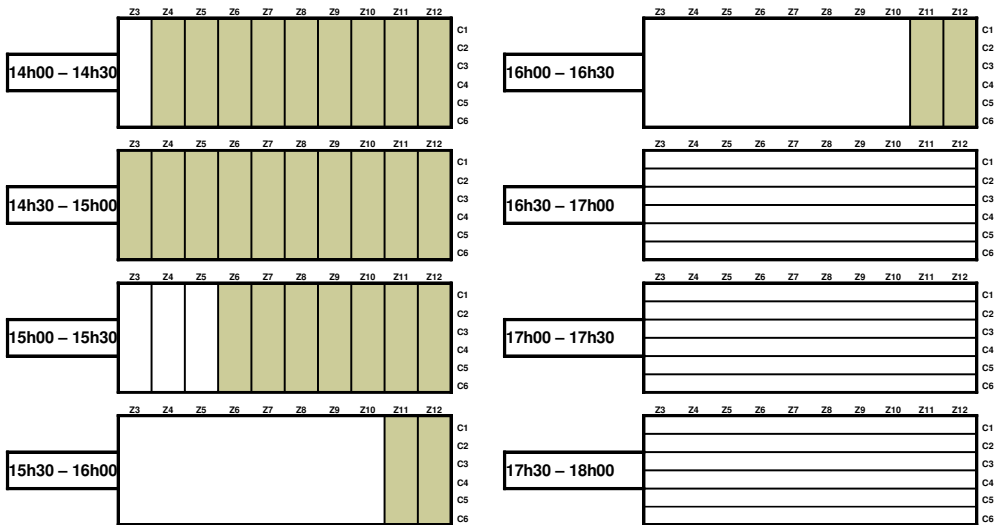 Z3 Z4 Z5 Z6 Z7 Z8 Z9 Z10 Z11 Z12
C1
C2
14h00 – 14h30 C3
C4
C5
C6
Z3 Z4 Z5 Z6 Z7 Z8 Z9 Z10 Z11 Z12
C1
C2
14h30 – 15h00 C3
C4
C5
C6
Z3 Z4 Z5 Z6 Z7 Z8 Z9 Z10 Z11 Z12
C1
C2
15h00 – 15h30 C3
C4
C5
C6
Z3 Z4 Z5 Z6 Z7 Z8 Z9 Z10 Z11 Z12
C1
C2
15h30 – 16h00 C3
C4
C5
C6
Z3 Z4 Z5 Z6 Z7 Z8 Z9 Z10 Z11 Z12
C1
C2
16h00 – 16h30 C3
C4
C5
C6
Z3 Z4 Z5 Z6 Z7 Z8 Z9 Z10 Z11 Z12
C1
C2
16h30 – 17h00 C3
C4
C5
C6
Z3 Z4 Z5 Z6 Z7 Z8 Z9 Z10 Z11 Z12
C1
C2
17h00 – 17h30 C3
C4
C5
C6
Z3 Z4 Z5 Z6 Z7 Z8 Z9 Z10 Z11 Z12
C1
C2
17h30 – 18h00 C3
C4
C5
C6